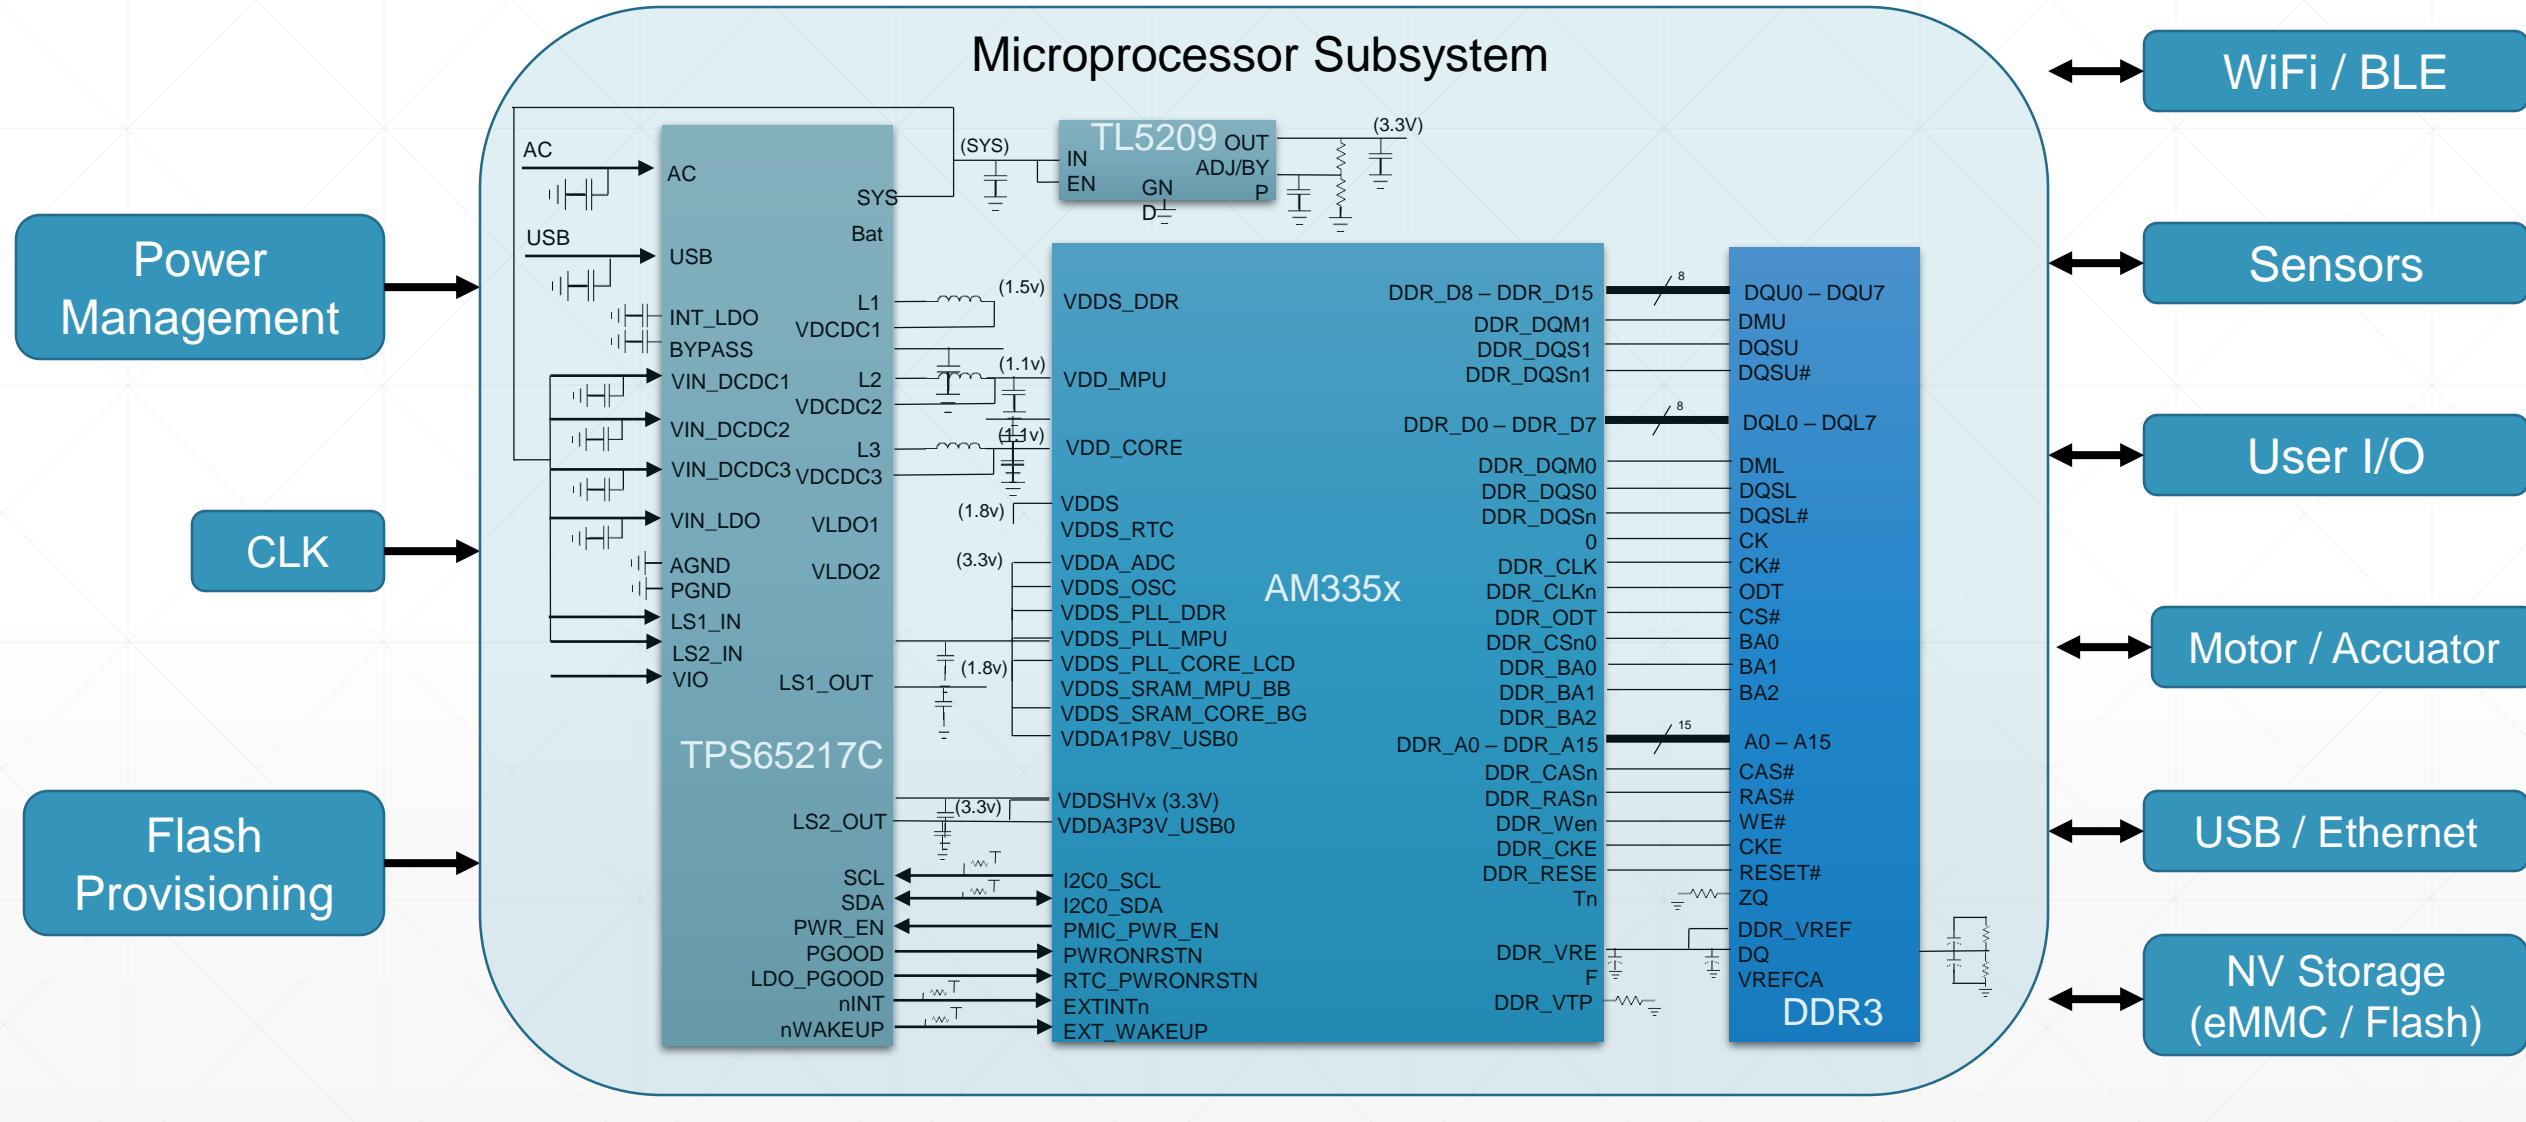 Microprocessor Subsystem
Power
Management
CLK
Flash
Provisioning
AC
USB
AC
USB
INT_LDO
BYPASS
VIN_DCDC1
VIN_DCDC2
VIN_DCDC3
VIN_LDO
AGND
PGND
LS1_IN
LS2_IN
VIO
SYS
Bat
L1
VDCDC1
L2
VDCDC2
L3
VDCDC3
VLDO1
VLDO2
LS1_OUT
TPS65217C
LS2_OUT
SCL
SDA
PWR_EN
PGOOD
LDO_PGOOD
nINT
nWAKEUP
(SYS)
TL5209
IN
EN
GN
D
OUT
ADJ/BY
P
(3.3V)
(1.5v)
(1.1v)
(1.1v)
(1.8v)
(3.3v)
(1.8v)
(3.3v)
T
T
T
T
VDDS_DDR
VDD_MPU
VDD_CORE
VDDS
VDDS_RTC
VDDA_ADC
VDDS_OSC
VDDS_PLL_DDR
VDDS_PLL_MPU
VDDS_PLL_CORE_LCD
VDDS_SRAM_MPU_BB
VDDS_SRAM_CORE_BG
VDDA1P8V_USB0
VDDSHVx (3.3V)
VDDA3P3V_USB0
I2C0_SCL
I2C0_SDA
PMIC_PWR_EN
PWRONRSTN
RTC_PWRONRSTN
EXTINTn
EXT_WAKEUP
AM335x
DDR_D8 – DDR_D15
DDR_DQM1
DDR_DQS1
DDR_DQSn1
DDR_D0 – DDR_D7
DDR_DQM0
DDR_DQS0
DDR_DQSn
0
DDR_CLK
DDR_CLKn
DDR_ODT
DDR_CSn0
DDR_BA0
DDR_BA1
DDR_BA2
DDR_A0 – DDR_A15
DDR_CASn
DDR_RASn
DDR_Wen
DDR_CKE
DDR_RESE
Tn
DDR_VRE
F
DDR_VTP
8
8
15
DQU0 – DQU7
DMU
DQSU
DQSU#
DQL0 – DQL7
DML
DQSL
DQSL#
CK
CK#
ODT
CS#
BA0
BA1
BA2
A0 – A15
CAS#
RAS#
WE#
CKE
RESET#
ZQ
DDR_VREF
DQ
VREFCA
DDR3
WiFi / BLE
Sensors
User I/O
Motor / Accuator
USB / Ethernet
NV Storage
(eMMC / Flash)